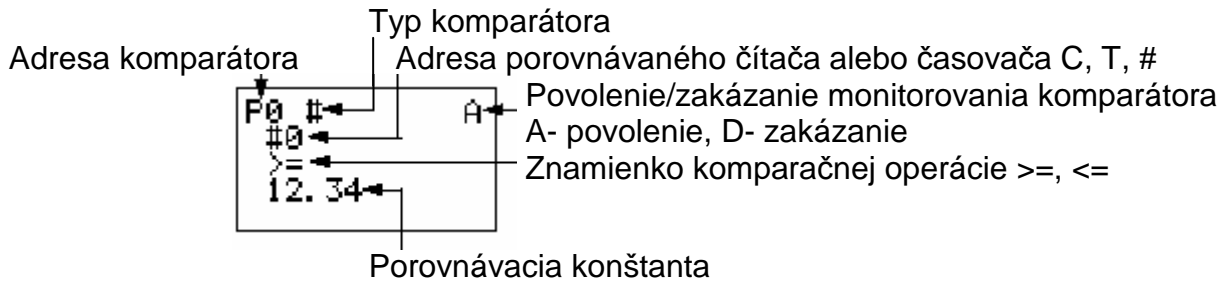 Typ komparátora
Adresa komparátora
Adresa porovnávaného čítača alebo časovača C, T, #
P0 #
A
Povolenie/zakázanie monitorovania komparátora
#0
A- povolenie, D- zakázanie
>=
Znamienko komparačnej operácie >=, <=
12.34
Porovnávacia konštanta